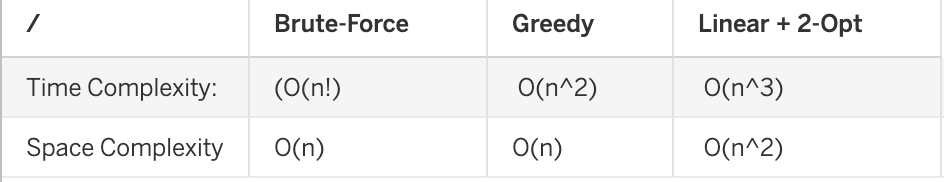 / Brute-Force Greedy Linear + 2-Opt
Time Complexity: (O(n!) O(n^2) O(n^3)
Space Complexity O(n) O(n) O(n^2)